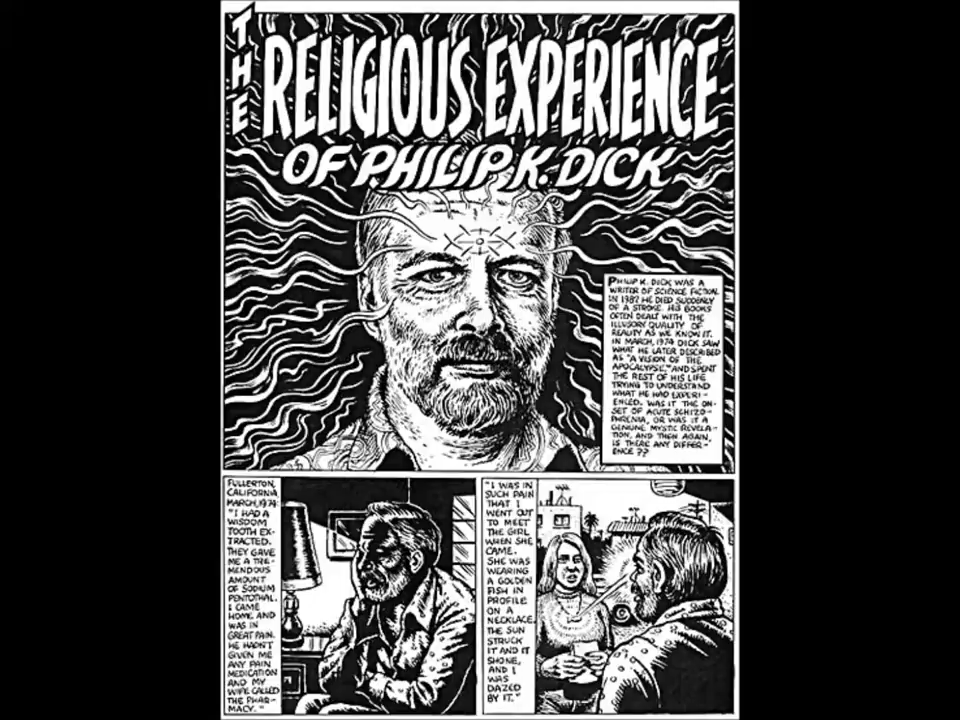 THE
RELIGIOUS EXPERIENCE
OF PHILIP K. DICK
PHILIP K. DICK WAS A
WRITER OF SCIENCE FICTION.
IN 1982 HE DIED SUDDENLY
OF A STROKE. HIS BOOKS
OFTEN DEALT WITH THE
ILLUSORY QUALITY OF
REALITY AS WE KNOW IT.
IN MARCH, 1974 DICK SAW
WHAT HE LATER DESCRIBED
AS "A VISION OF THE
APOCALYPSE," AND SPENT
THE REST OF HIS LIFE
TRYING TO UNDERSTAND
WHAT HE HAD EXPERI-
ENCED. WAS IT THE ON-
SET OF ACUTE SCHIZO-
PHRENIA, OR WAS IT A
GENUINE MYSTIC REVELA-
TION, AND THEN AGAIN,
IS THERE ANY DIFFER-
ENCE??
FULLERTON,
CALIFORNIA
MARCH, 1974:
"I HAD A
WISDOM
TOOTH EX-
TRACTED.
THEY GAVE
ME A TRE-
MENDOUS
AMOUNT
OF SODIUM
PENTOTHAL.
I CAME
HOME AND
WAS IN
GREAT PAIN.
HE HADN'T
GIVEN ME
ANY PAIN
MEDICATION
AND MY
WIFE CALLED
THE PHAR-
MACY."
"I WAS IN
SUCH PAIN
THAT I
WENT OUT
TO MEET
THE GIRL
WHEN SHE
CAME.
SHE WAS
WEARING
A GOLDEN
FISH IN
PROFILE
ON A
NECKLACE.
THE SUN
STRUCK
IT AND IT
SHONE,
AND I
WAS
DAZED
BY IT."